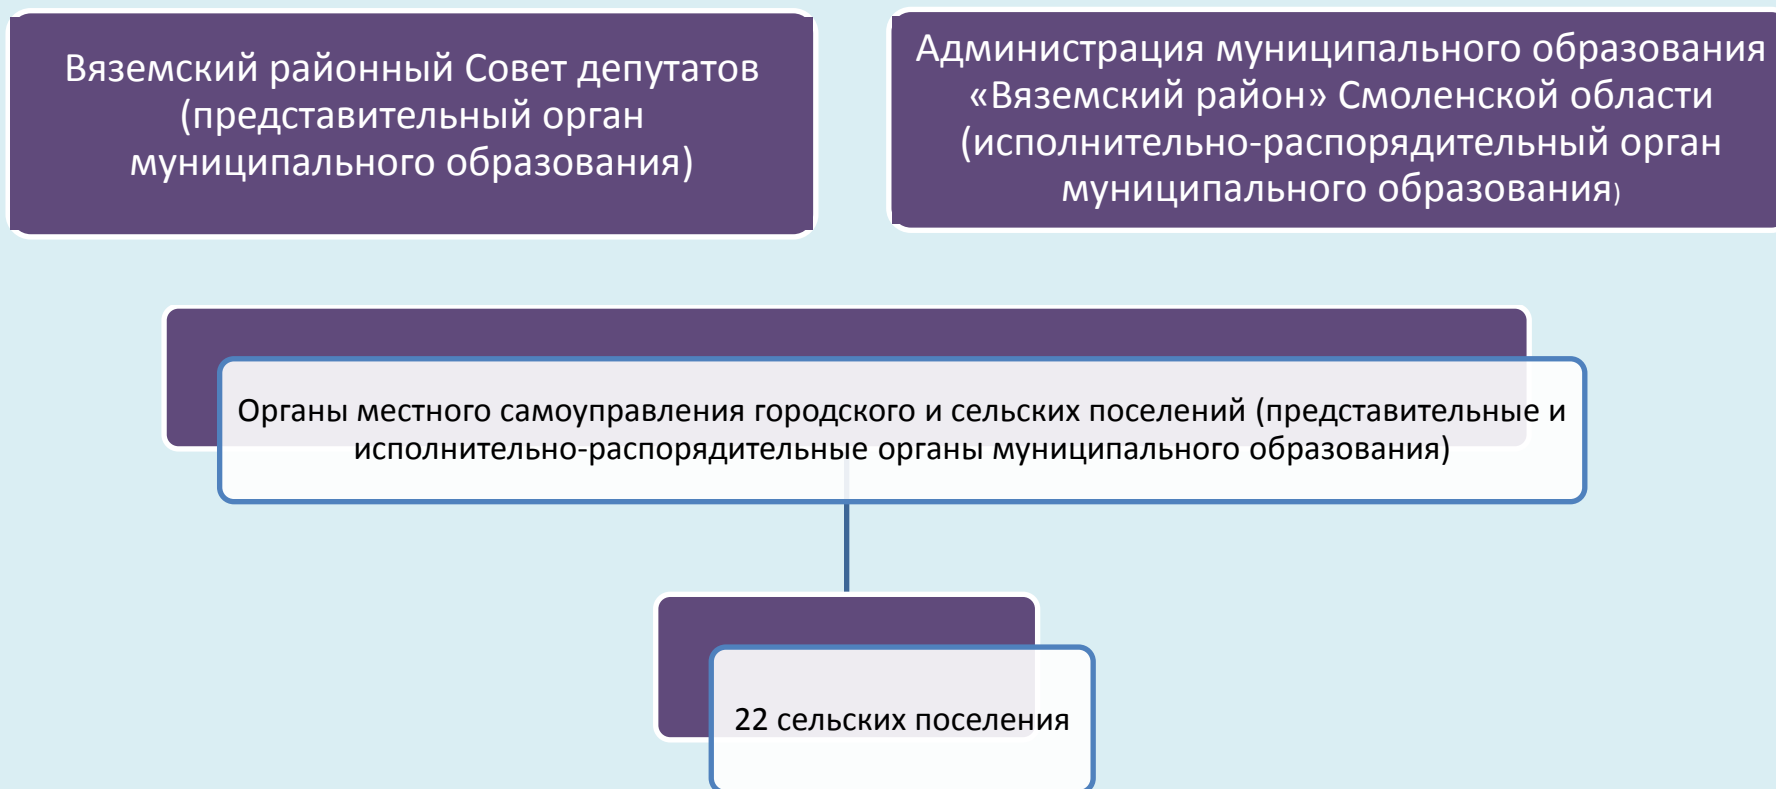 Вяземский районный Совет депутатов
(представительный орган
муниципального образования)
Администрация муниципального образования
«Вяземский район» Смоленской области
(исполнительно-распорядительный орган
муниципального образования)
Органы местного самоуправления городского и сельских поселений (представительные и
исполнительно-распорядительные органы муниципального образования)
22 сельских поселения